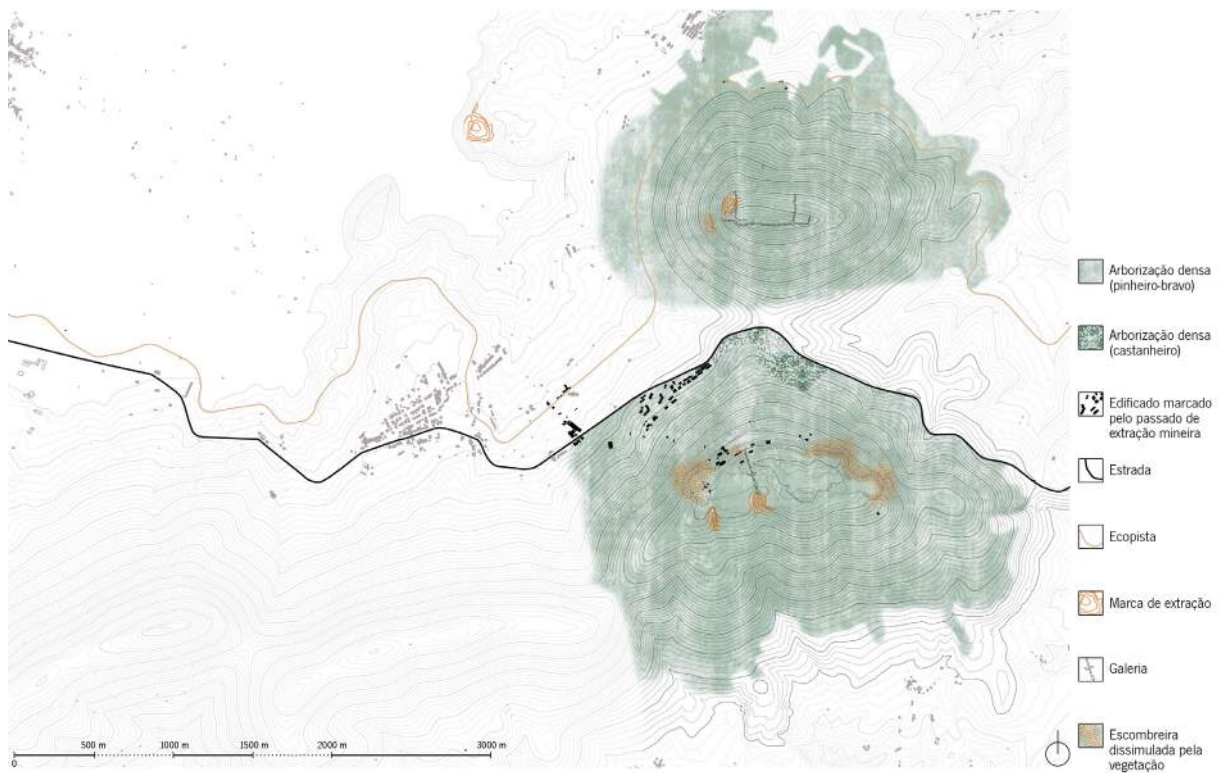 Arborização densa
(pinheiro-bravo)
Arborização densa
(castanheiro)
Edificado marcado
pelo passado de
extração mineira
Estrada
Ecopista
Marca de extração
Galeria
Escombreira
dissimulada pela
vegetação
0 500 m 1000 m 2000 m 3000 m